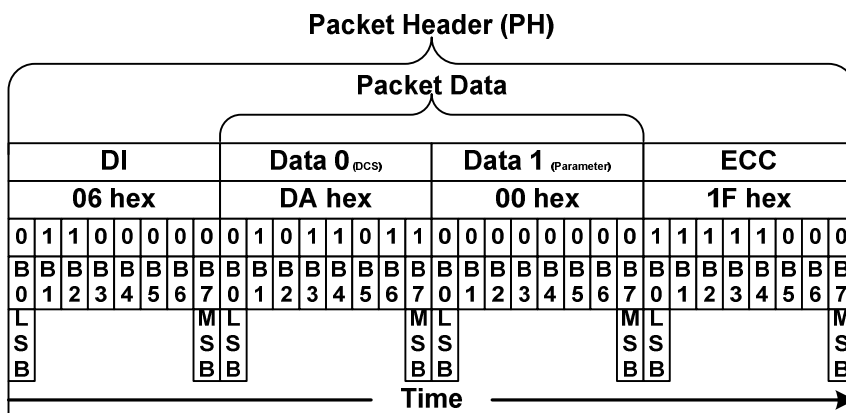 Packet Header (PH)
Packet Data
DI Data 0 (DCS) Data 1 (Parameter) ECC
06 hex DA hex 00 hex 1F hex
0 1 1 0 0 0 0 0 0 1 0 1 1 0 1 1 0 0 0 0 0 0 0 0 1 1 1 1 1 0 0 0
B B B B B B B B B B B B B B B B B B B B B B B B B B B B B B B B
0 1 2 3 4 5 6 7 0 1 2 3 4 5 6 7 0 1 2 3 4 5 6 7 0 1 2 3 4 5 6 7
L M L M L M L M
S S S S S S S S
B B B B B B B B
Time